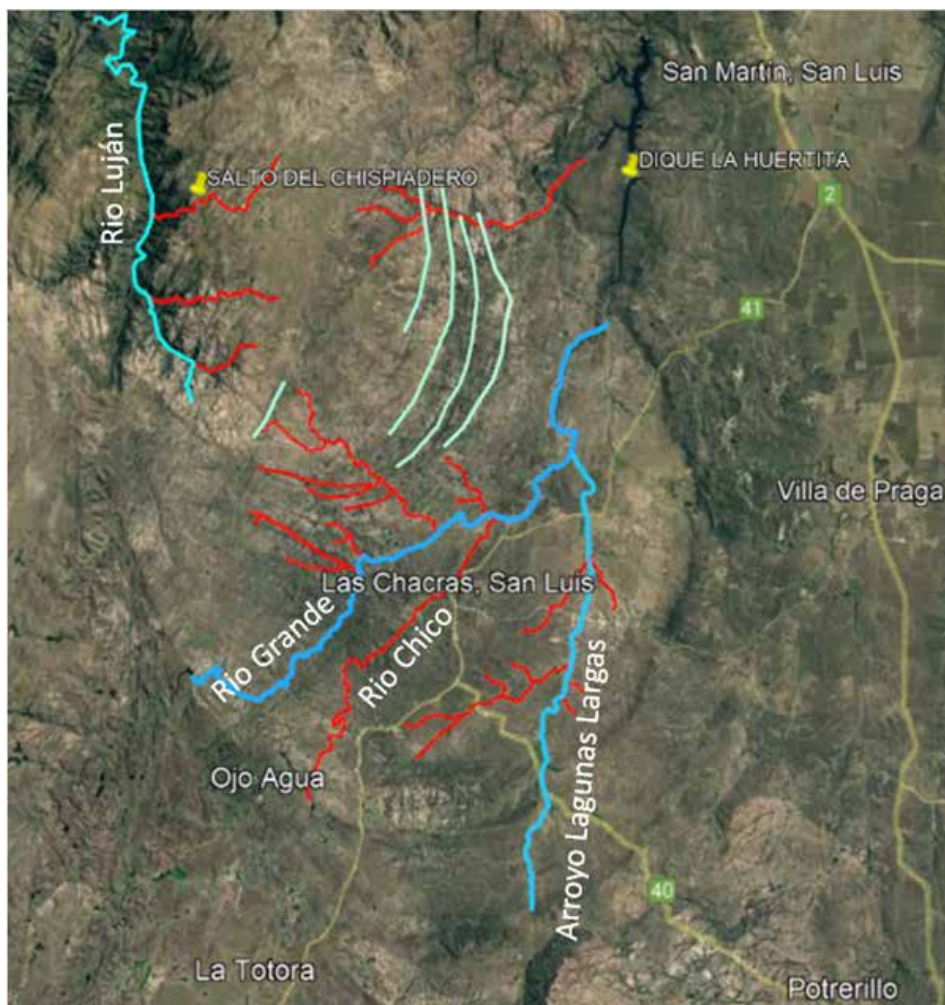 San Martín, San Luis
SALTO DEL CHISPIADERO
DIQUE LA HUERTITA
2
Rio Luján
41
Villa de Praga
Las Chacras, San Luis
Rio Grande
Rio Chico
Arroyo Lagunas Largas
Ojo Agua
40
La Totora
Potrerillo